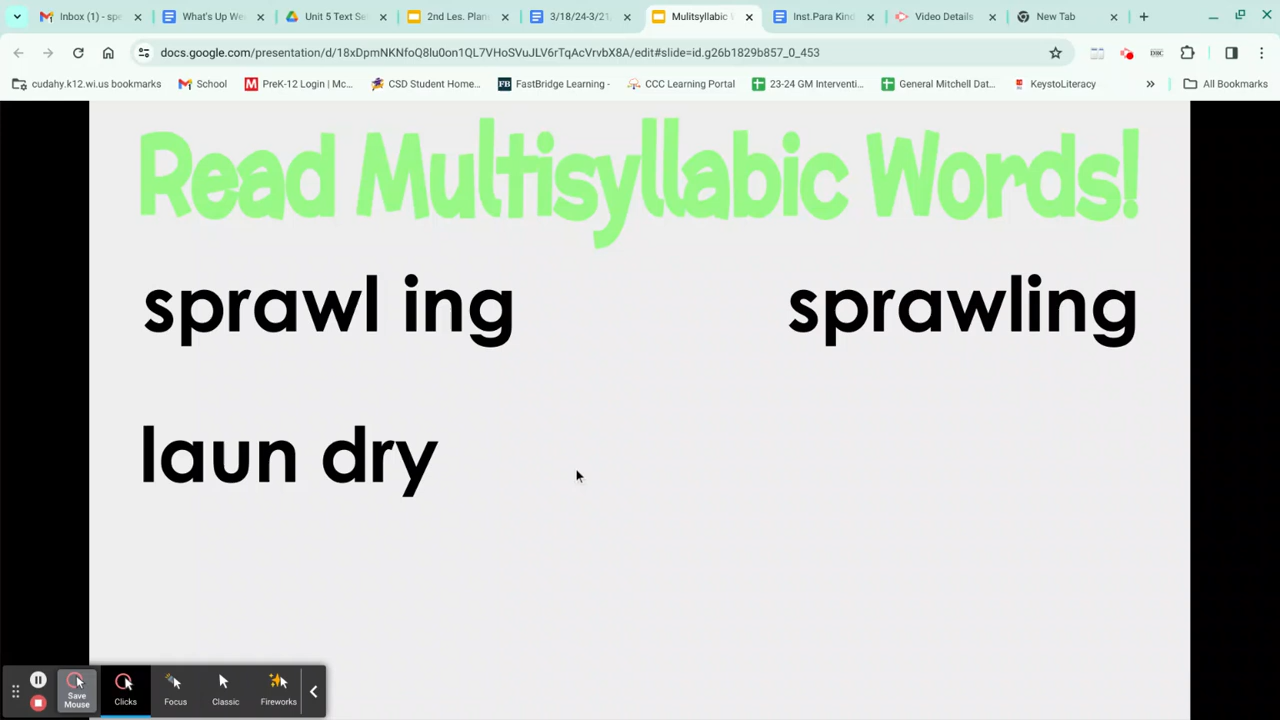 Inbox (1) - spe
What's Up We
Unit 5 Text Se
2nd Les. Plan
3/18/24-3/21
Mulitsyllabic
Inst.Para Kind
Video Details
New Tab
docs.google.com/presentation/d/18xDpmNKNfoQ8lu0on1QL7VHoSVuJLV6rTqAcVrvbX8A/edit#slide=id.g26b1829b857_0_453
cudahy.k12.wi.us bookmarks
School
PreK-12 Login | Mc...
CSD Student Home...
FastBridge Learning -
CCC Learning Portal
23-24 GM Interventi...
General Mitchell Dat...
KeystoLiteracy
All Bookmarks
Read Multisyllabic Words!
sprawl ing sprawling
laun dry
Save Mouse
Clicks
Focus
Classic
Fireworks